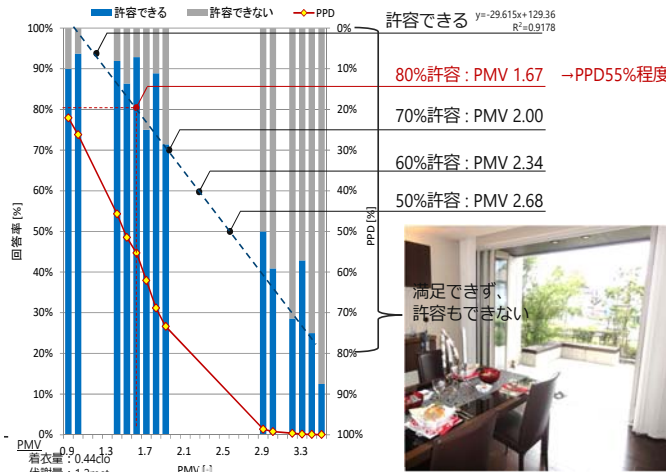 許容できる 許容できない PPD
許容できる y=-29.615x+129.36
R²=0.9178
80%許容 : PMV 1.67 →PPD55%程度
70%許容 : PMV 2.00
60%許容 : PMV 2.34
50%許容 : PMV 2.68
満足できず、
許容もできない
回答率 [%]
100%
90%
80%
70%
60%
50%
40%
30%
20%
10%
0%
PPD [%]
0%
10%
20%
30%
40%
50%
60%
70%
80%
90%
100%
0.9 1.3 1.7 2.1 2.5 2.9 3.3
PMV [-]
PMV
着衣量 : 0.44clo
代謝量 : 1.2met